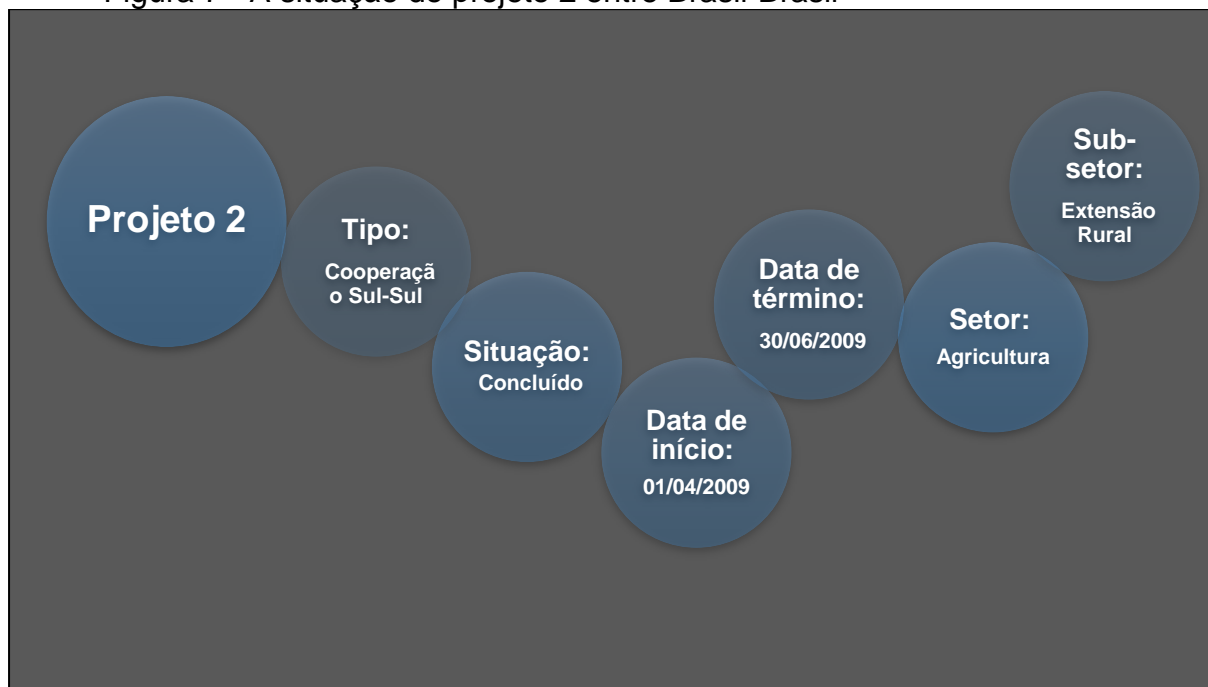 A situação do projeto 2 entre Brasil-Brasil
Projeto 2
Tipo:
Cooperaçã
o Sul-Sul
Situação:
Concluído
Data de
início:
01/04/2009
Data de
término:
30/06/2009
Setor:
Agricultura
Sub-
setor:
Extensão
Rural